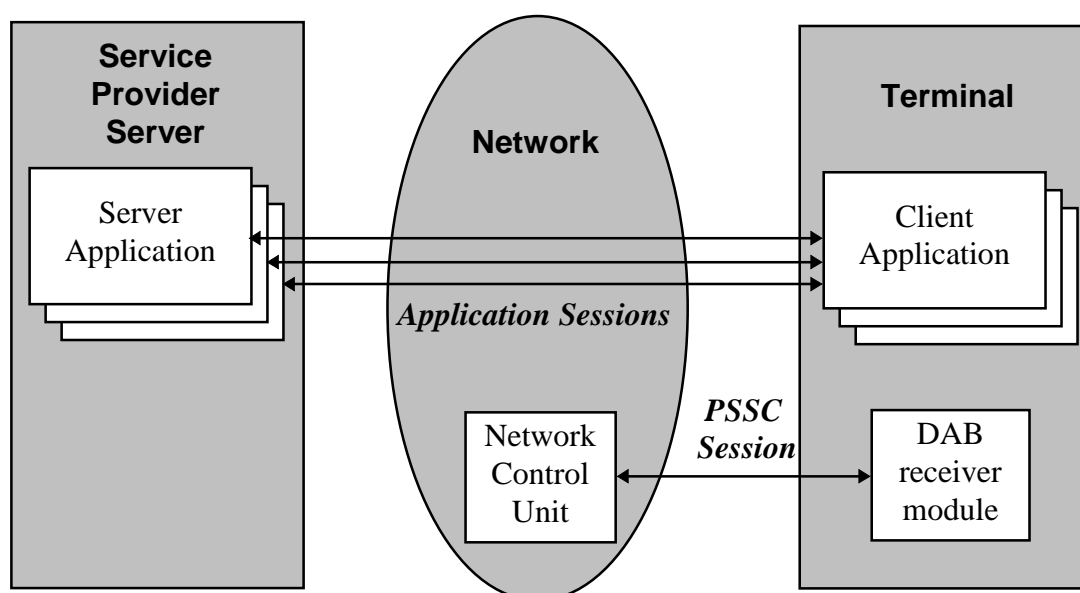 Service
Provider
Server
Server
Application
Network
Application Sessions
Network
Control
Unit
PSSC
Session
Terminal
Client
Application
DAB
receiver
module